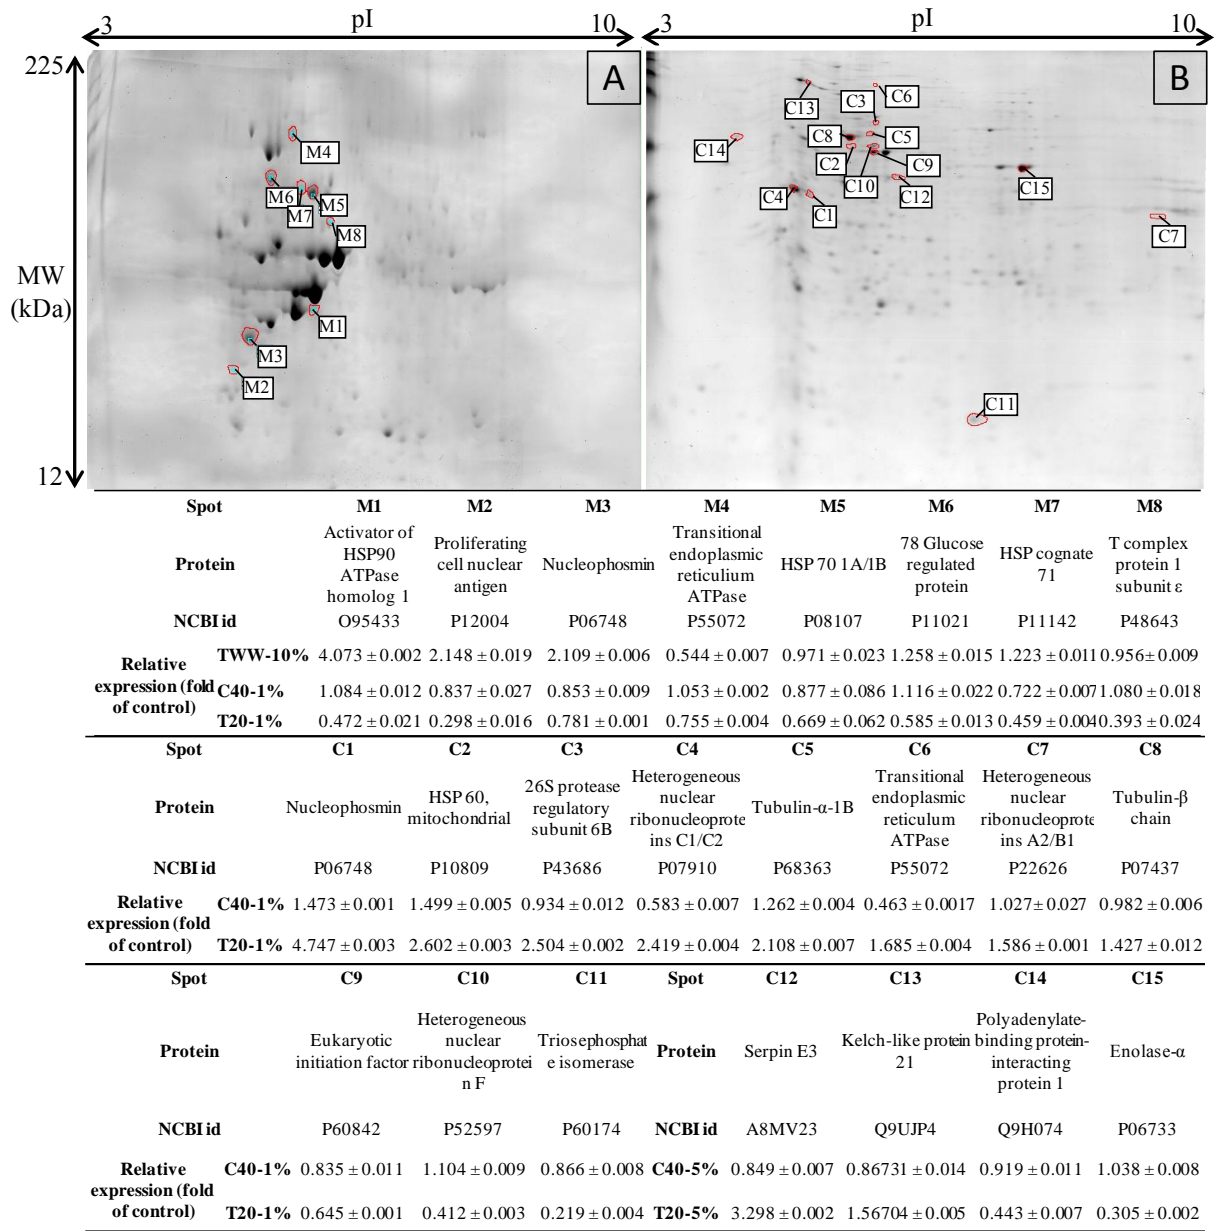 3 pI 10 3 pI 10
225
MW
(kDa)
12
A
M4
M6
M7
M5
M8
M1
M3
M2
B
C13
C3
C6
C14
C8
C5
C2
C9
C10
C12
C15
C4
C1
C7
C11
Spot M1 M2 M3 M4 M5 M6 M7 M8
Protein
Activator of
HSP90
ATPase
homolog 1
Proliferating
cell nuclear
antigen
Nucleophosmin
Transitional
endoplasmic
reticulium
ATPase
HSP 70 1A/1B
78 Glucose
regulated
protein
HSP cognate
71
T complex
protein 1
subunit ε
NCBI id O95433 P12004 P06748 P55072 P08107 P11021 P11142 P48643
Relative
expression (fold
of control)
TWW-10% 4.073 ± 0.002 2.148 ± 0.019 2.109 ± 0.006 0.544 ± 0.007 0.971 ± 0.023 1.258 ± 0.015 1.223 ± 0.011 0.956±0.009
C40-1% 1.084 ± 0.012 0.837 ± 0.027 0.853 ± 0.009 1.053 ± 0.002 0.877 ± 0.086 1.116 ± 0.022 0.722 ± 0.007 1.080 ± 0.018
T20-1% 0.472 ± 0.021 0.298 ± 0.016 0.781 ± 0.001 0.755 ± 0.004 0.669 ± 0.062 0.585 ± 0.013 0.459 ± 0.004 0.393 ± 0.024
Spot C1 C2 C3 C4 C5 C6 C7 C8
Protein
Nucleophosmin
HSP 60,
mitochondrial
26S protease
regulatory
subunit 6B
Heterogeneous
nuclear
ribonucleoprote
ins C1/C2
Tubulin-α-1B
Transitional
endoplasmic
reticulum
ATPase
Heterogeneous
nuclear
ribonucleoprote
ins A2/B1
Tubulin-β
chain
NCBI id P06748 P10809 P43686 P07910 P68363 P55072 P22626 P07437
Relative
expression (fold
of control)
C40-1% 1.473 ± 0.001 1.499 ± 0.005 0.934 ± 0.012 0.583 ± 0.007 1.262 ± 0.004 0.463 ± 0.0017 1.027 ± 0.027 0.982 ± 0.006
T20-1% 4.747 ± 0.003 2.602 ± 0.003 2.504 ± 0.002 2.419 ± 0.004 2.108 ± 0.007 1.685 ± 0.004 1.586 ± 0.001 1.427 ± 0.012
Spot C9 C10 C11 Spot C12 C13 C14 C15
Protein
Eukaryotic
initiation factor
Heterogeneous
nuclear
ribonucleoprotei
n F
Triosephosphat
e isomerase
Protein
Serpin E3
Kelch-like protein
21
Polyadenylate-
binding protein-
interacting
protein 1
Enolase-α
NCBI id P60842 P52597 P60174 NCBI id A8MV23 Q9UJP4 Q9H074 P06733
Relative
expression (fold
of control)
C40-1% 0.835 ± 0.011 1.104 ± 0.009 0.866 ± 0.008 C40-5% 0.849 ± 0.007 0.86731 ± 0.014 0.919 ± 0.011 1.038 ± 0.008
T20-1% 0.645 ± 0.001 0.412 ± 0.003 0.219 ± 0.004 T20-5% 3.298 ± 0.002 1.56704 ± 0.005 0.443 ± 0.007 0.305 ± 0.002